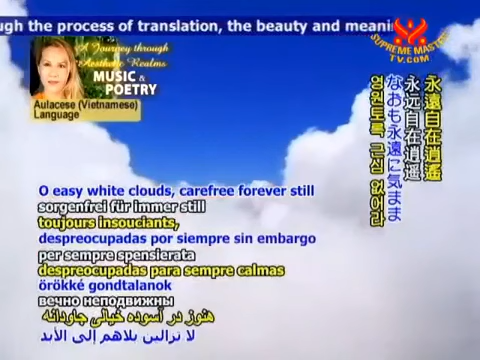 ugh the process of translation, the beauty and meani
SUPREME MASTER
TV.COM
A Journey through
Aesthetic Realms
MUSIC &
POETRY
Aulacese (Vietnamese)
Language
永遠自在逍遙
永远自在逍遥
なおも永遠に気まま
영원토록 근심 없어라
O easy white clouds, carefree forever still
sorgenfrei für immer still
toujours insouciants,
despreocupadas por siempre sin embargo
per sempre spensierata
despreocupadas para sempre calmas
örökké gondtalanok
вечно неподвижны
هنوز در آسوده خیالی جاودانه
لا تزالين بلا هم إلى الأبد